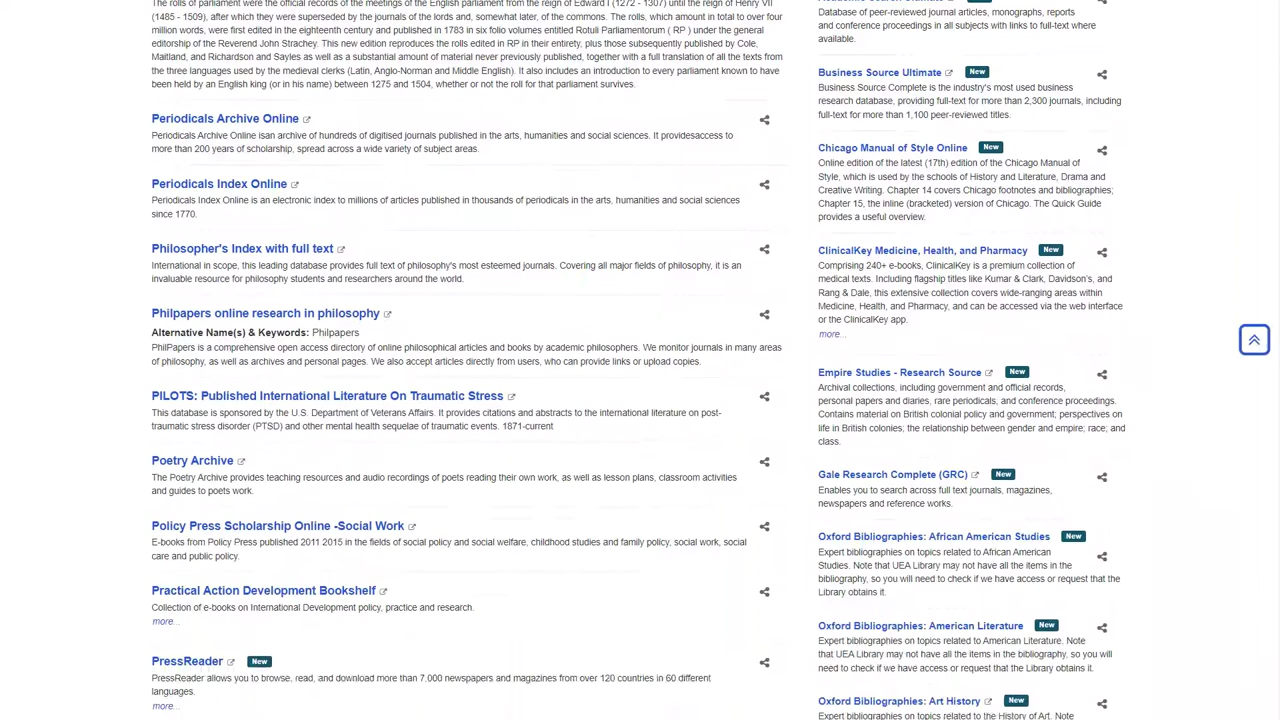 The rolls of parliament were the official records of the meetings of the English parliament from the reign of Edward I (1272 - 1307) until the reign of Henry VII
(1485 - 1509), after which they were superseded by the journals of the lords and, somewhat later, of the commons. The rolls, which amount in total to over four
million words, were first edited in the eighteenth century and published in 1783 in six folio volumes entitled Rotuli Parliamentorum ( RP ) under the general
editorship of the Reverend John Strachey. This new edition reproduces the rolls edited in RP in their entirety, plus those subsequently published by Cole,
Maitland, and Richardson and Sayles as well as a substantial amount of material never previously published, together with a full translation of all the texts from
the three languages used by the medieval clerks (Latin, Anglo-Norman and Middle English). It also includes an introduction to every parliament known to have
been held by an English king (or in his name) between 1275 and 1504, whether or not the roll for that parliament survives.
Periodicals Archive Online
Periodicals Archive Online isan archive of hundreds of digitised journals published in the arts, humanities and social sciences. It providesaccess to
more than 200 years of scholarship, spread across a wide variety of subject areas.
Periodicals Index Online
Periodicals Index Online is an electronic index to millions of articles published in thousands of periodicals in the arts, humanities and social sciences
since 1770.
Philosopher's Index with full text
International in scope, this leading database provides full text of philosophy's most esteemed journals. Covering all major fields of philosophy, it is an
invaluable resource for philosophy students and researchers around the world.
Philpapers online research in philosophy
Alternative Name(s) & Keywords: Philpapers
PhilPapers is a comprehensive open access directory of online philosophical articles and books by academic philosophers. We monitor journals in many areas
of philosophy, as well as archives and personal pages. We also accept articles directly from users, who can provide links or upload copies.
PILOTS: Published International Literature On Traumatic Stress
This database is sponsored by the U.S. Department of Veterans Affairs. It provides citations and abstracts to the international literature on post-
traumatic stress disorder (PTSD) and other mental health sequelae of traumatic events. 1871-current
Poetry Archive
The Poetry Archive provides teaching resources and audio recordings of poets reading their own work, as well as lesson plans, classroom activities
and guides to poets work.
Policy Press Scholarship Online -Social Work
E-books from Policy Press published 2011 2015 in the fields of social policy and social welfare, childhood studies and family policy, social work, social
care and public policy.
Practical Action Development Bookshelf
Collection of e-books on International Development policy, practice and research.
more...
PressReader New
PressReader allows you to browse, read, and download more than 7,000 newspapers and magazines from over 120 countries in 60 different
languages.
more...
Database of peer-reviewed journal articles, monographs, reports
and conference proceedings in all subjects with links to full-text where
available.
Business Source Ultimate New
Business Source Complete is the industry's most used business
research database, providing full-text for more than 2,300 journals, including
full-text for more than 1,100 peer-reviewed titles.
Chicago Manual of Style Online New
Online edition of the latest (17th) edition of the Chicago Manual of
Style, which is used by the schools of History and Literature, Drama and
Creative Writing. Chapter 14 covers Chicago footnotes and bibliographies;
Chapter 15, the inline (bracketed) version of Chicago. The Quick Guide
provides a useful overview.
ClinicalKey Medicine, Health, and Pharmacy New
Comprising 240+ e-books, ClinicalKey is a premium collection of
medical texts. Including flagship titles like Kumar & Clark, Davidson's, and
Rang & Dale, this extensive collection covers wide-ranging areas within
Medicine, Health, and Pharmacy, and can be accessed via the web interface
or the ClinicalKey app.
more...
Empire Studies - Research Source New
Archival collections, including government and official records,
personal papers and diaries, rare periodicals, and conference proceedings.
Contains material on British colonial policy and government; perspectives on
life in British colonies; the relationship between gender and empire; race; and
class.
Gale Research Complete (GRC) New
Enables you to search across full text journals, magazines,
newspapers and reference works.
Oxford Bibliographies: African American Studies New
Expert bibliographies on topics related to African American
Studies. Note that UEA Library may not have all the items in the
bibliography, so you will need to check if we have access or request that the
Library obtains it.
Oxford Bibliographies: American Literature New
Expert bibliographies on topics related to American Literature. Note
that UEA Library may not have all the items in the bibliography, so you will
need to check if we have access or request that the Library obtains it.
Oxford Bibliographies: Art History New
Expert bibliographies on topics related to the History of Art. Note